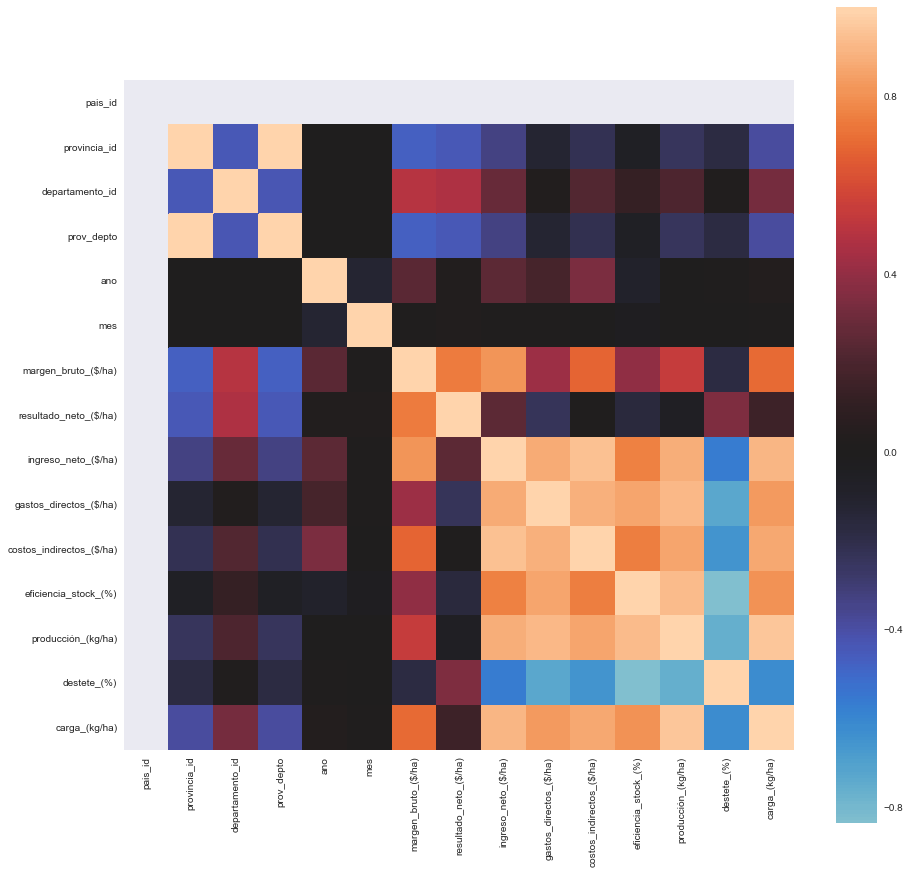 pais_id
provincia_id
departamento_id
prov_depto
ano
mes
margen_bruto_($/ha)
resultado_neto_($/ha)
ingreso_neto_($/ha)
gastos_directos_($/ha)
costos_indirectos_($/ha)
eficiencia_stock_(%)
producción_(kg/ha)
destete_(%)
carga_(kg/ha)
pais_id
provincia_id
departamento_id
prov_depto
ano
mes
margen_bruto_($/ha)
resultado_neto_($/ha)
ingreso_neto_($/ha)
gastos_directos_($/ha)
costos_indirectos_($/ha)
eficiencia_stock_(%)
producción_(kg/ha)
destete_(%)
carga_(kg/ha)
0.8
0.4
0.0
−0.4
−0.8